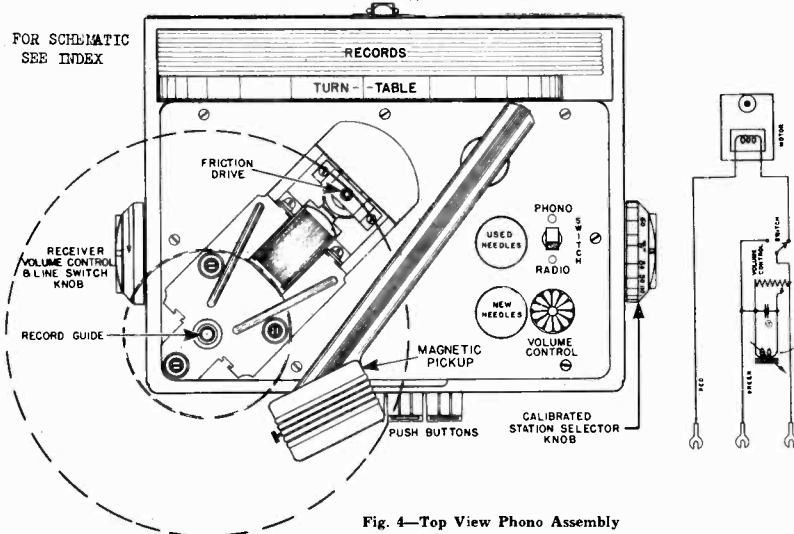 FOR SCHEMATIC
SEE INDEX
RECORDS
TURN--TABLE
FRICTION
DRIVE
RECEIVER
VOLUME CONTROL
& LINE SWITCH
KNOB
RECORD GUIDE
USED
NEEDLES
NEW
NEEDLES
PHONO
SWITCH
RADIO
VOLUME
CONTROL
MAGNETIC
PICKUP
PUSH BUTTONS
CALIBRATED
STATION SELECTOR
KNOB
MOTOR
SWITCH
VOLUME
CONTROL
RED
GREEN
Fig. 4—Top View Phono Assembly